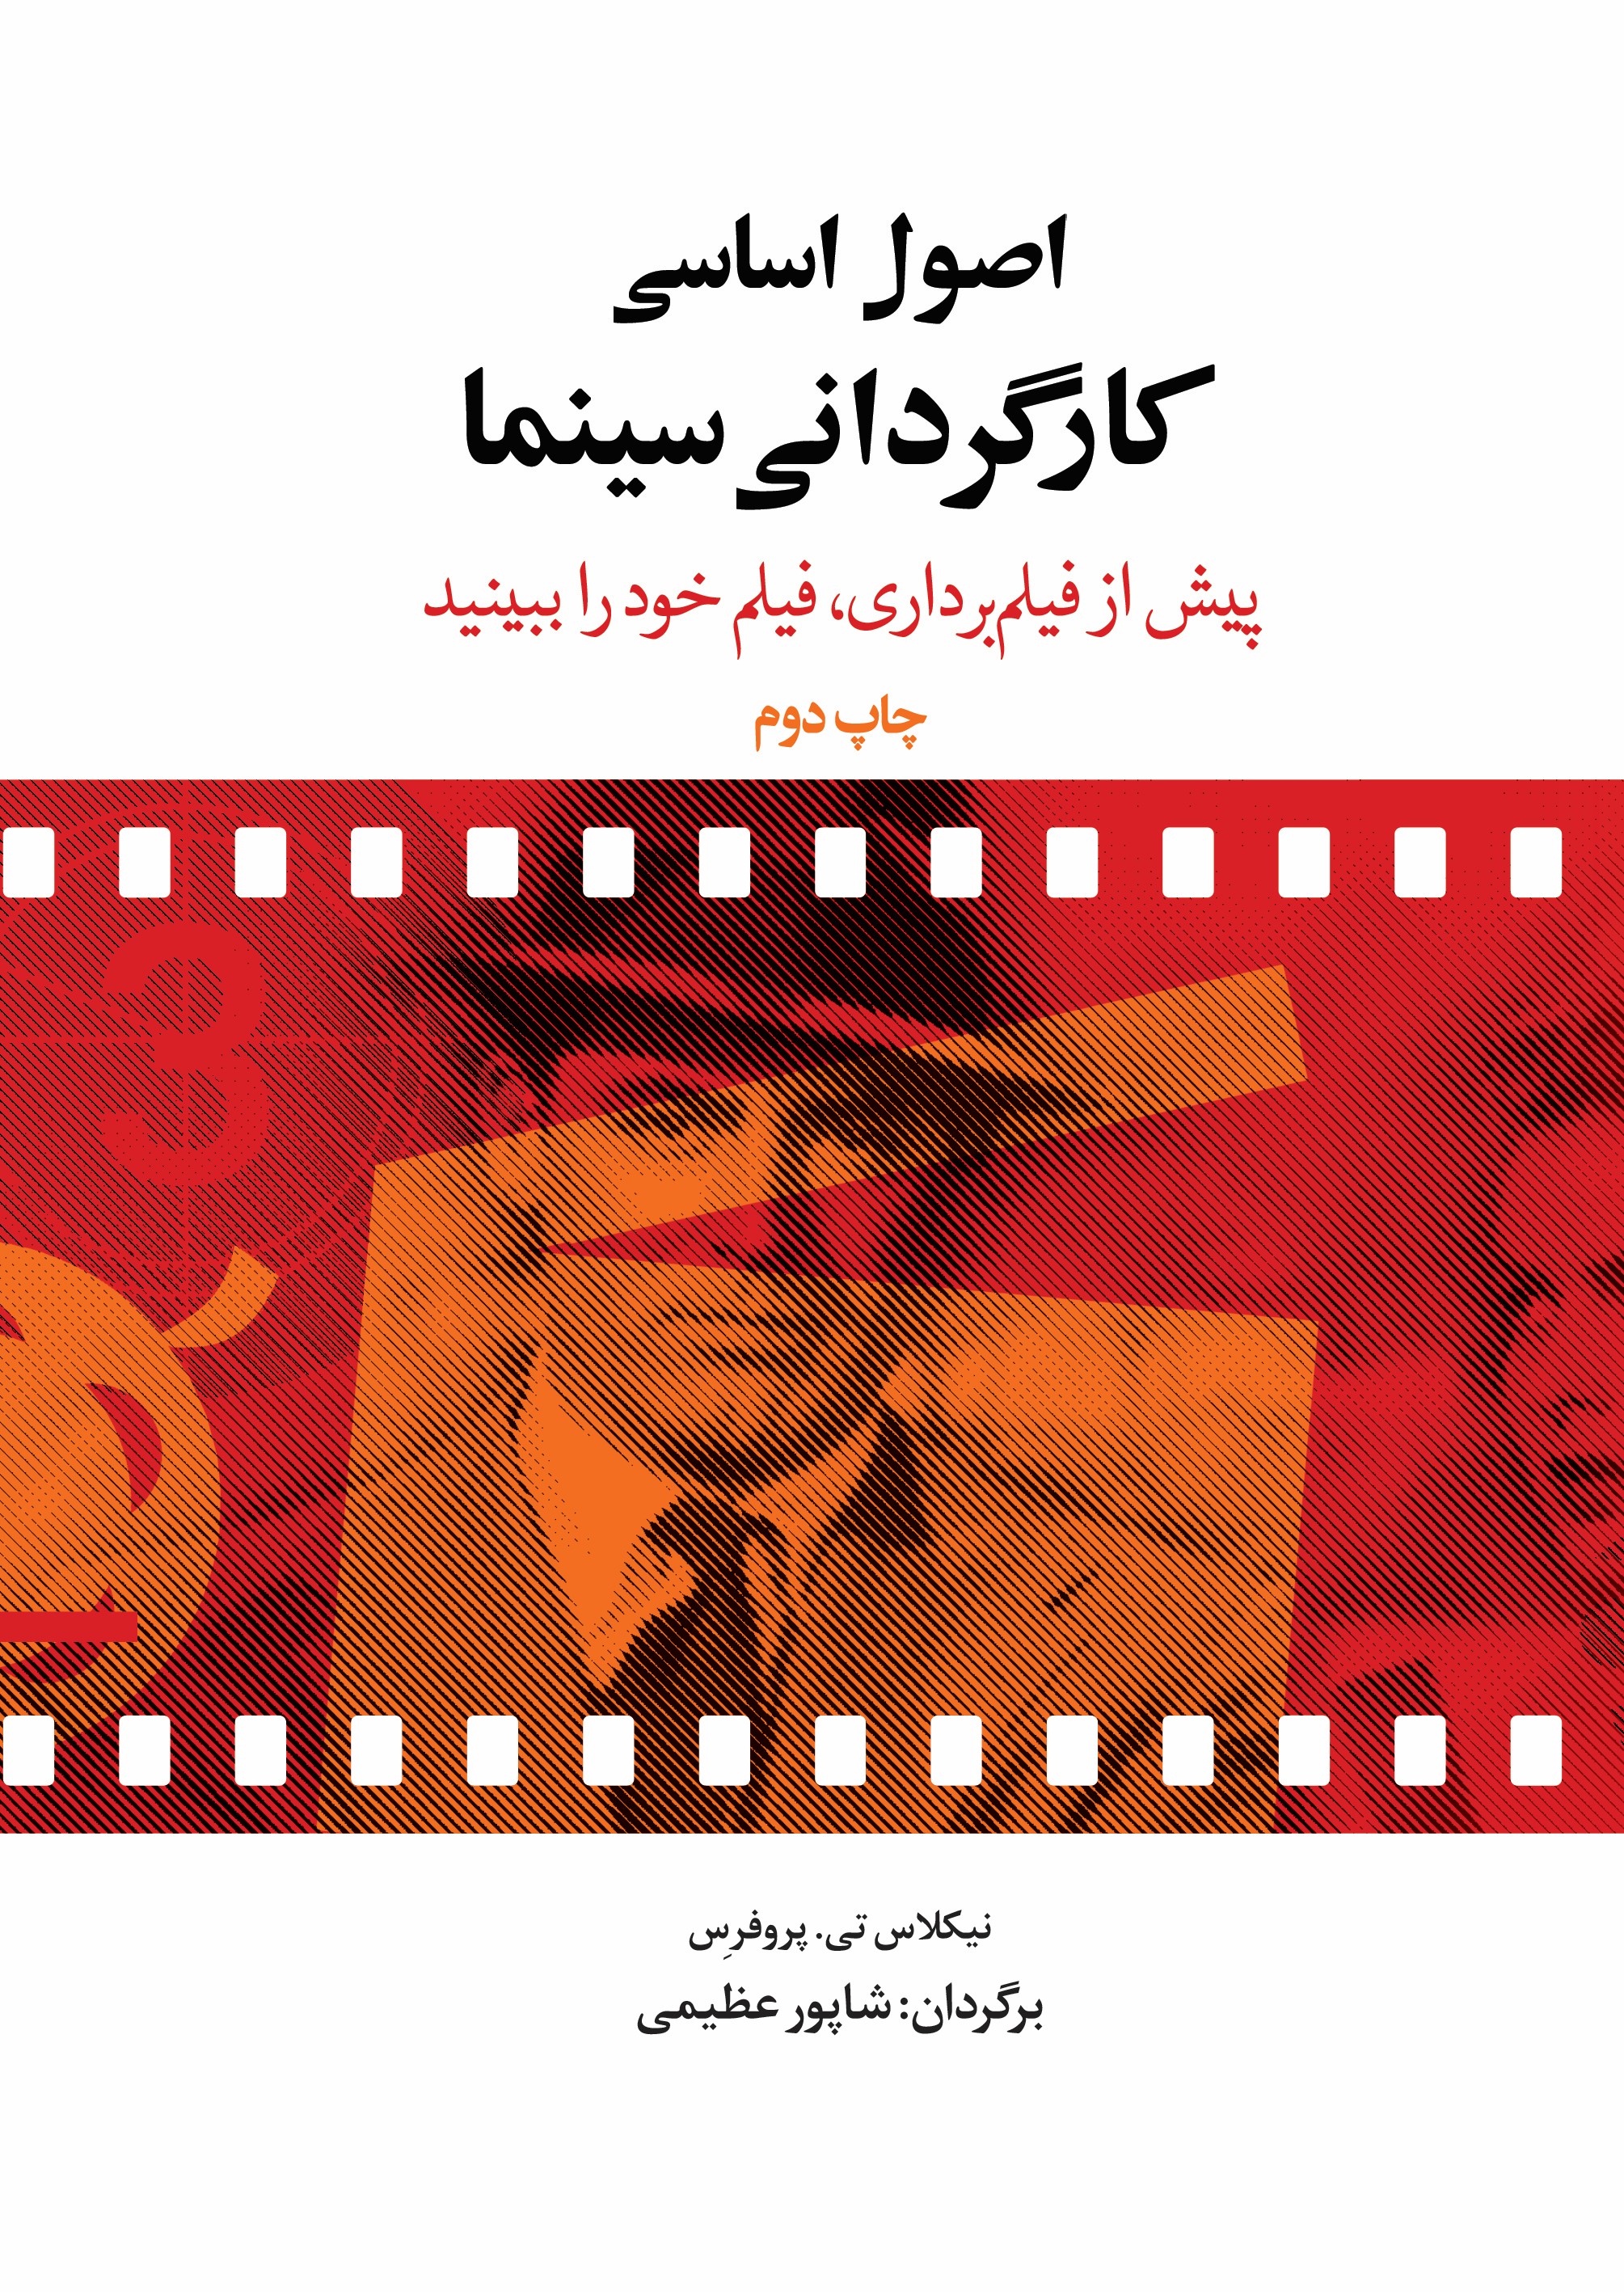 اصول اساسی
کارگردانی سینما
پیش از فیلم‌برداری، فیلم خود را ببینید
چاپ دوم
3
نیکلاس تی. پروفرِس
برگردان: شاپور عظیمی